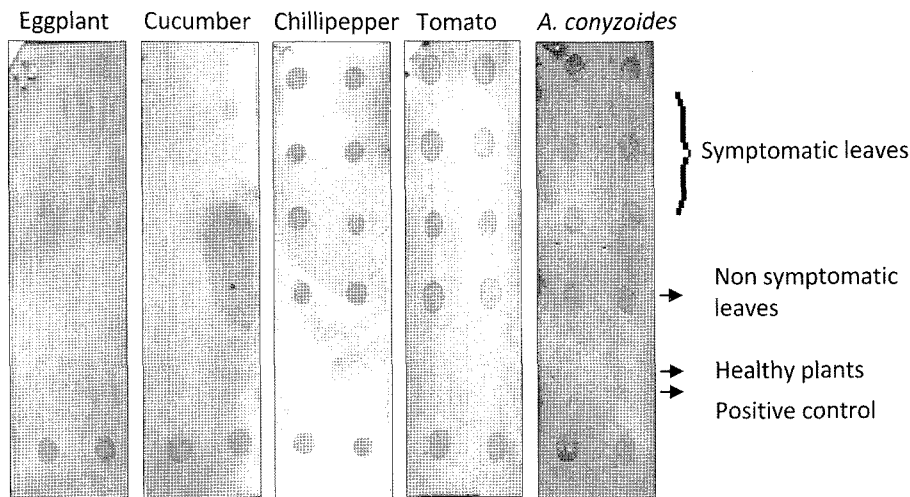 Eggplant Cucumber Chillipepper Tomato A. conyzoides
Symptomatic leaves
Non symptomatic
leaves
Healthy plants
Positive control